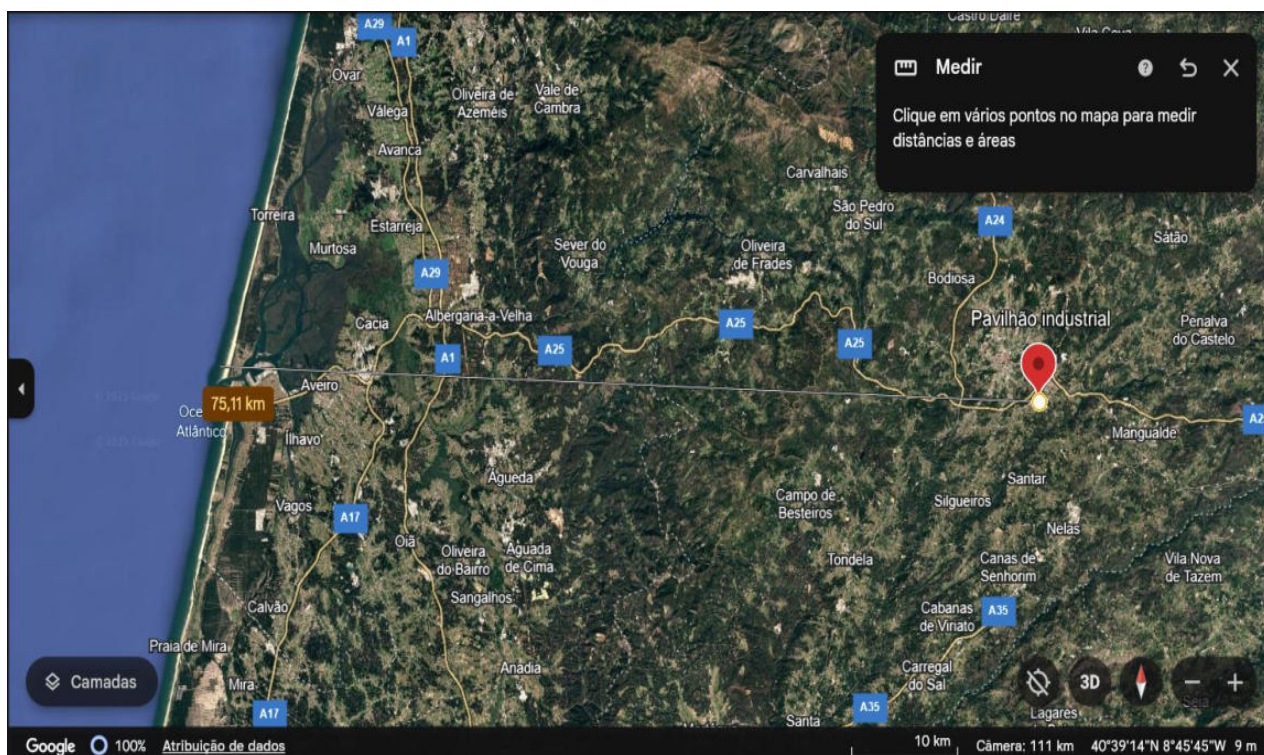 Castro Daire
A29
A1
Ovar
Válega
Oliveira de
Azeméis
Vale de
Cambra
Avanca
Medir
Clique em vários pontos no mapa para medir
distâncias e áreas
Carvalhais
São Pedro
do Sul
A24
Sátão
Torreira
Murtosa
Estarreja
Sever do
Vouga
Oliveira
de Frades
A29
Bodiosa
Cacia
Albergaria-a-Velha
A25
A25
A25
A1
Pavilhão industrial
Penalva
do Castelo
Aveiro
75,11 km
Atlântico
Ílhavo
Mangualde
Águeda
Santar
Vagos
A17
Campo de
Besteiros
Silgueiros
Nelas
Oiã
Oliveira
do Bairro
Aguada
de Cima
Tondela
Canas de
Senhorim
Vila Nova
de Tazem
Sangalhos
Calvão
Cabanas
de Viriato
A35
Praia de Mira
Mira
Anadia
Carregal
do Sal
Camadas
3D
A17
A35
Santa
Lagares
Google
100%
Atribuição de dados
10 km
Câmera: 111 km
40°39'14"N 8°45'45"W
9 m